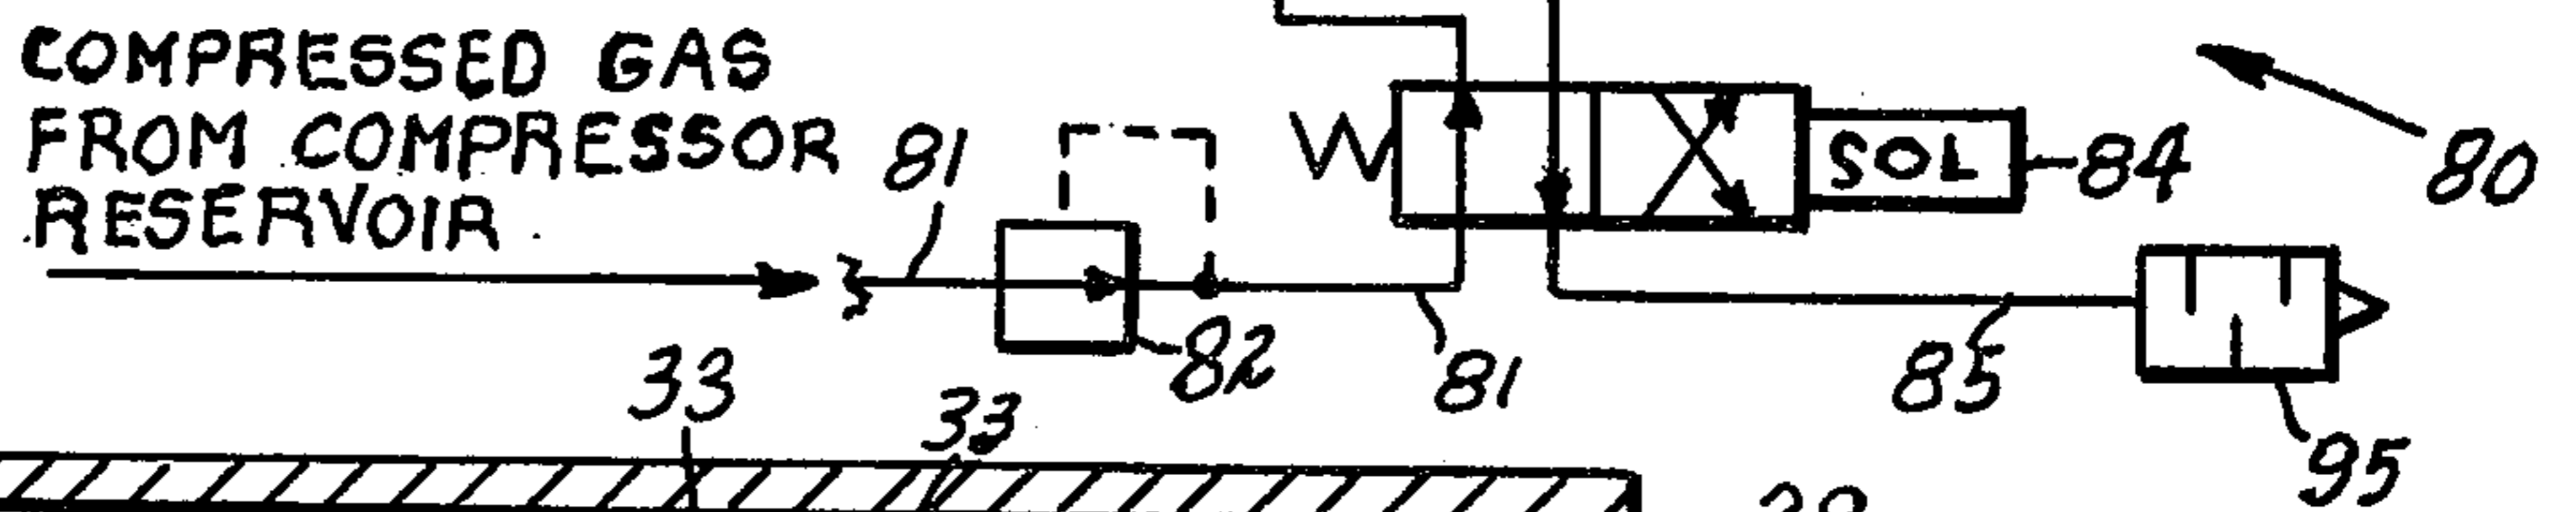 COMPRESSED GAS
FROM COMPRESSOR
RESERVOIR
81
SOL
84
80
82
81
85
33
33
95